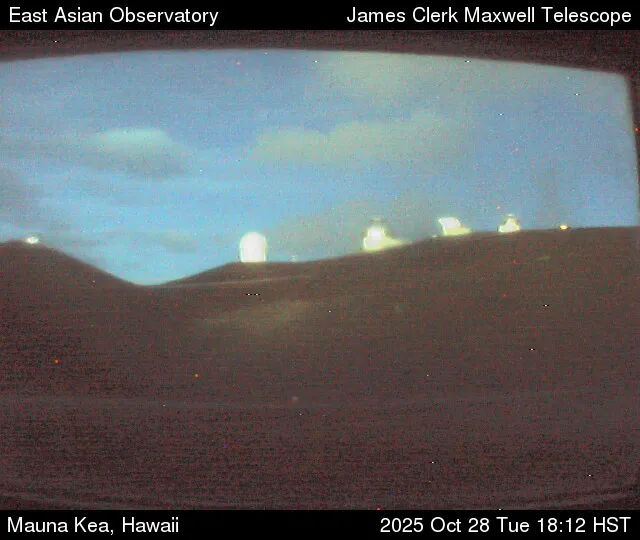 East Asian Observatory
James Clerk Maxwell Telescope
Mauna Kea, Hawaii
2025 Oct 28 Tue 18:12 HST